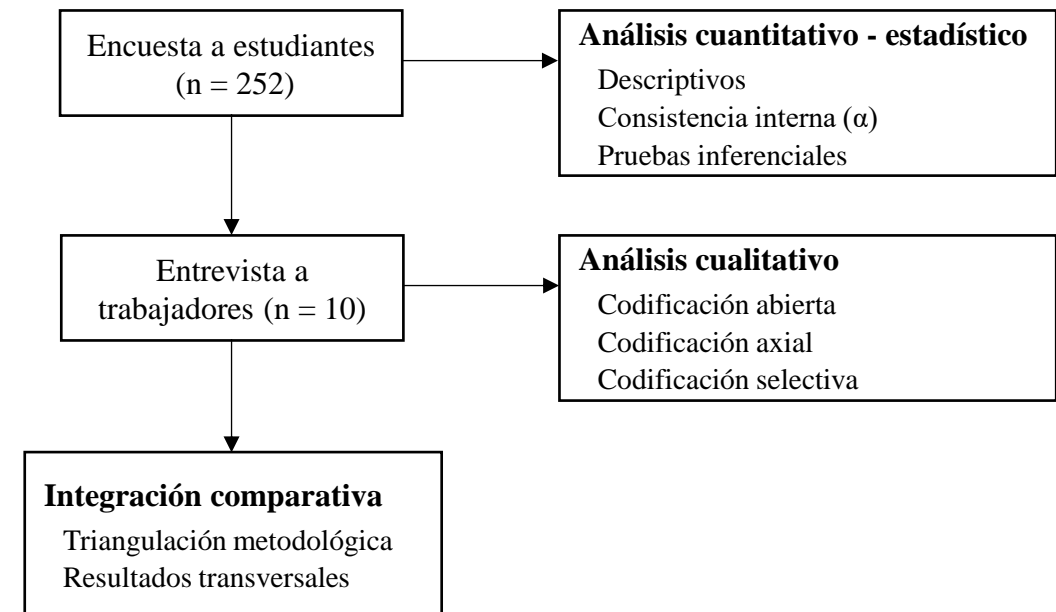 Encuesta a estudiantes
(n = 252)
Análisis cuantitativo - estadístico
Descriptivos
Consistencia interna (α)
Pruebas inferenciales
Entrevista a
trabajadores (n = 10)
Análisis cualitativo
Codificación abierta
Codificación axial
Codificación selectiva
Integración comparativa
Triangulación metodológica
Resultados transversales